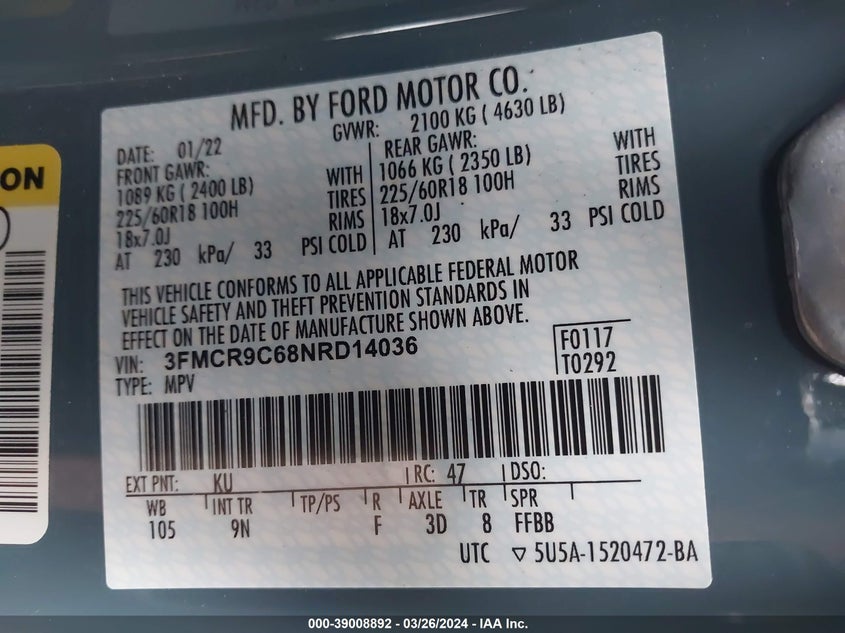 MFD. BY FORD MOTOR CO.
GVWR: 2100 KG ( 4630 LB)
DATE: 01/22
FRONT GAWR:
1089 KG ( 2400 LB)
WITH
225/60R18 100H
TIRES
18x7.0J
RIMS
AT 230 kPa/ 33 PSI COLD
REAR GAWR:
1066 KG ( 2350 LB)
WITH
225/60R18 100H
TIRES
18x7.0J
RIMS
AT 230 kPa/ 33 PSI COLD
THIS VEHICLE CONFORMS TO ALL APPLICABLE FEDERAL MOTOR
VEHICLE SAFETY AND THEFT PREVENTION STANDARDS IN
EFFECT ON THE DATE OF MANUFACTURE SHOWN ABOVE.
VIN: 3FMCR9C68NRD14036
TYPE: MPV
F0117
T0292
EXT PNT: KU RC: 47 DSO:
WB INT TR TP/PS R AXLE TR SPR
105 9N F 3D 8 FFBB
UTC ▽ 5U5A-1520472-BA
ON
000-39008892 - 03/26/2024 - IAA Inc.